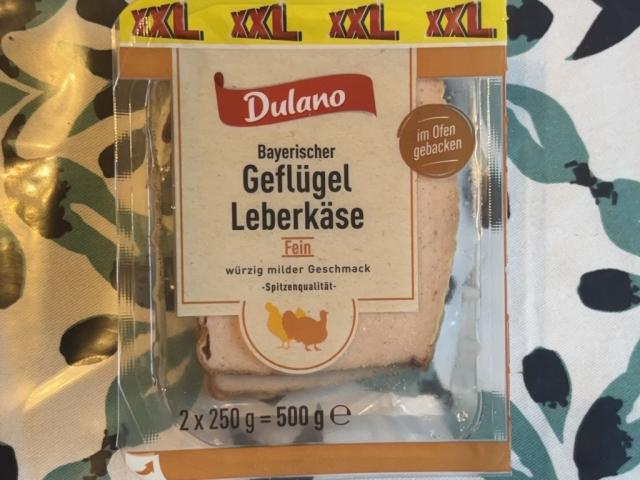 XXL XXL XXL XXL
Dulano
im Ofen
gebacken
Bayerischer
Geflügel
Leberkäse
Fein
würzig milder Geschmack
-Spitzenqualität-
2 x 250 g = 500 g ℮